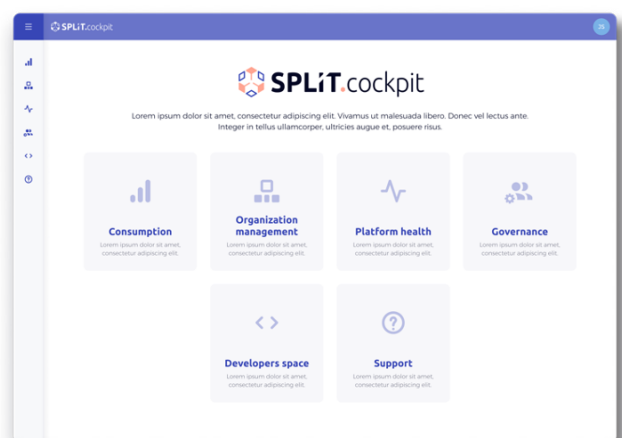 SPLiT.cockpit
JS
SPLiT.cockpit
Lorem ipsum dolor sit amet, consectetur adipiscing elit. Vivamus ut malesuada libero. Donec vel lectus ante.
Integer in tellus ullamcorper, ultricies augue et, posuere risus.
Consumption
Lorem ipsum dolor sit amet,
consectetur adipiscing elit.
Organization
management
Lorem ipsum dolor sit amet,
consectetur adipiscing elit.
Platform health
Lorem ipsum dolor sit amet,
consectetur adipiscing elit.
Governance
Lorem ipsum dolor sit amet,
consectetur adipiscing elit.
Developers space
Lorem ipsum dolor sit amet,
consectetur adipiscing elit.
Support
Lorem ipsum dolor sit amet,
consectetur adipiscing elit.